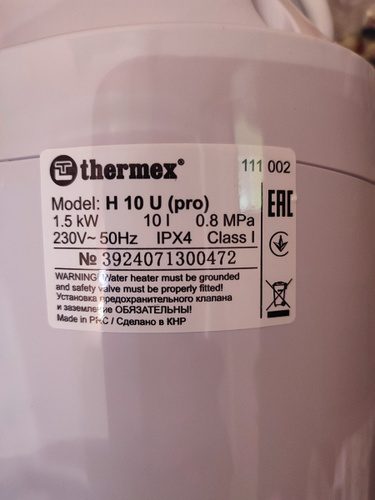 thermex®
111 002
Model: H 10 U (pro)
1.5 kW 10 l 0.8 MPa
230V~ 50Hz IPX4 Class I
№ 3924071300472
WARNING! Water heater must be grounded
and safety valve must be properly fitted!
Установка предохранительного клапана
и заземление ОБЯЗАТЕЛЬНЫ!
Made in PRC / Сделано в КНР
EAC